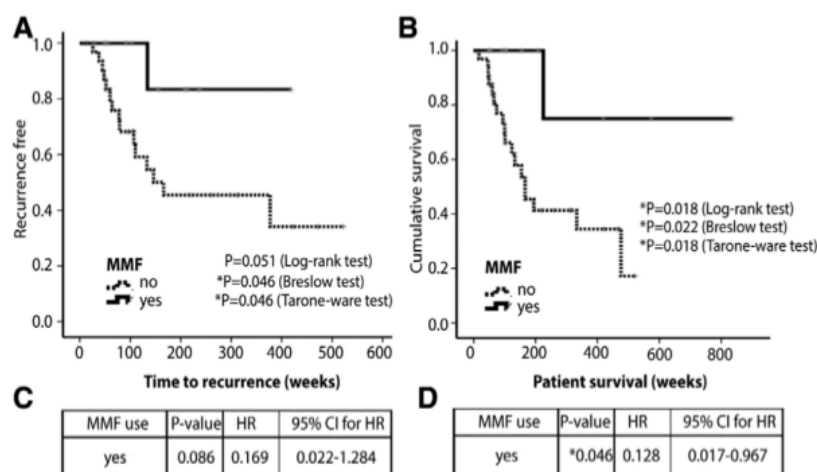 A
Recurrence free
1.0
0.8
0.6
0.4
0.2
0.0
P=0.051 (Log-rank test)
*P=0.046 (Breslow test)
*P=0.046 (Tarone-ware test)
MMF
no
yes
0 100 200 300 400 500 600
Time to recurrence (weeks)
B
Cumulative survival
1.0
0.8
0.6
0.4
0.2
0.0
*P=0.018 (Log-rank test)
*P=0.022 (Breslow test)
*P=0.018 (Tarone-ware test)
MMF
no
yes
0 200 400 600 800
Patient survival (weeks)
C
MMF use P-value HR 95% CI for HR
yes 0.086 0.169 0.022-1.284
D
MMF use P-value HR 95% CI for HR
yes *0.046 0.128 0.017-0.967